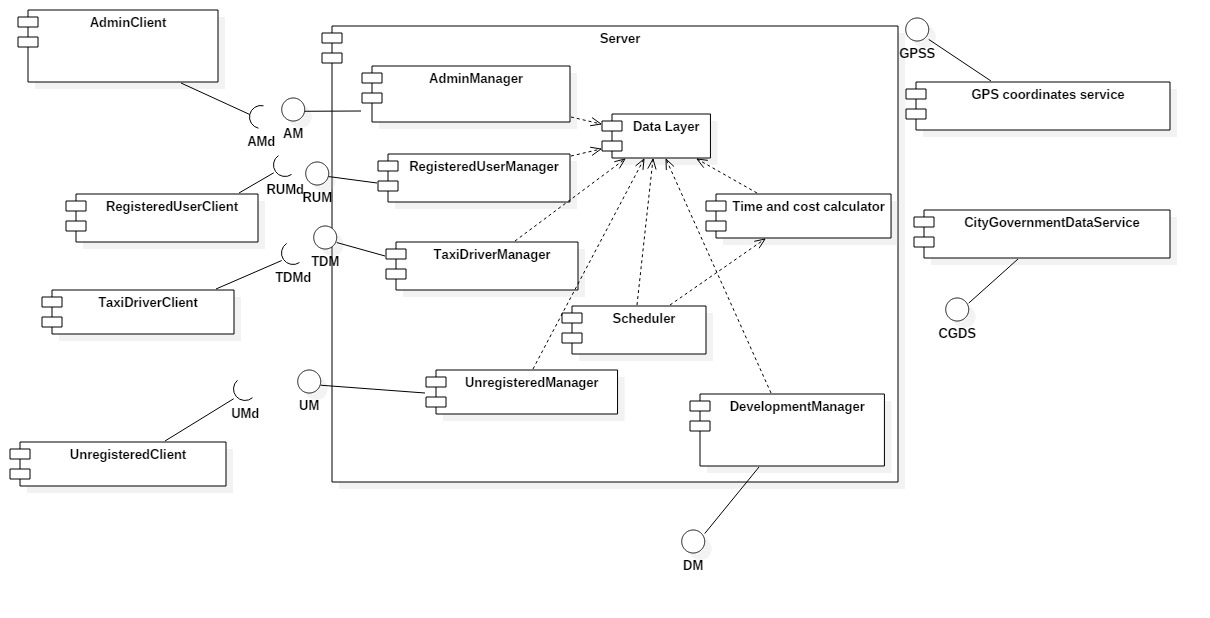 AdminClient
Server
GPSS
AdminManager
GPS coordinates service
AMd
AM
Data Layer
RegisteredUserManager
RUMd
RUM
RegisteredUserClient
Time and cost calculator
CityGovernmentDataService
TaxiDriverManager
TDM
TDMd
TaxiDriverClient
Scheduler
CGDS
UnregisteredManager
UM
UMd
DevelopmentManager
UnregisteredClient
DM